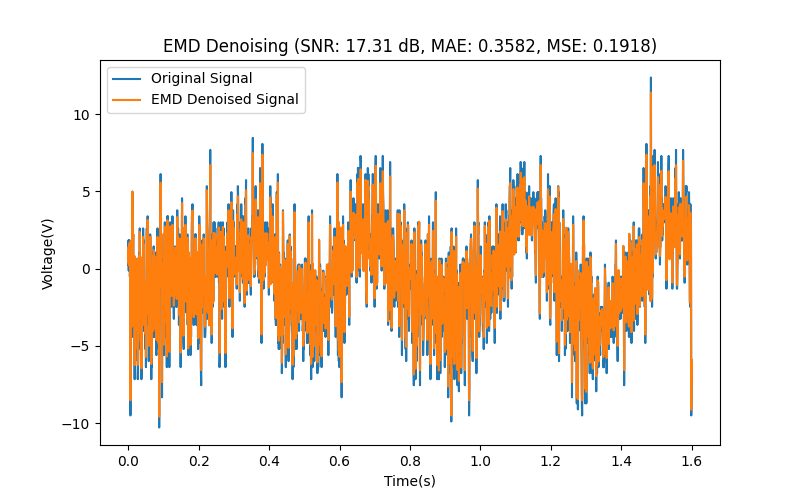 EMD Denoising (SNR: 17.31 dB, MAE: 0.3582, MSE: 0.1918)
Original Signal
EMD Denoised Signal
Voltage(V)
10
5
0
−5
−10
0.0 0.2 0.4 0.6 0.8 1.0 1.2 1.4 1.6
Time(s)